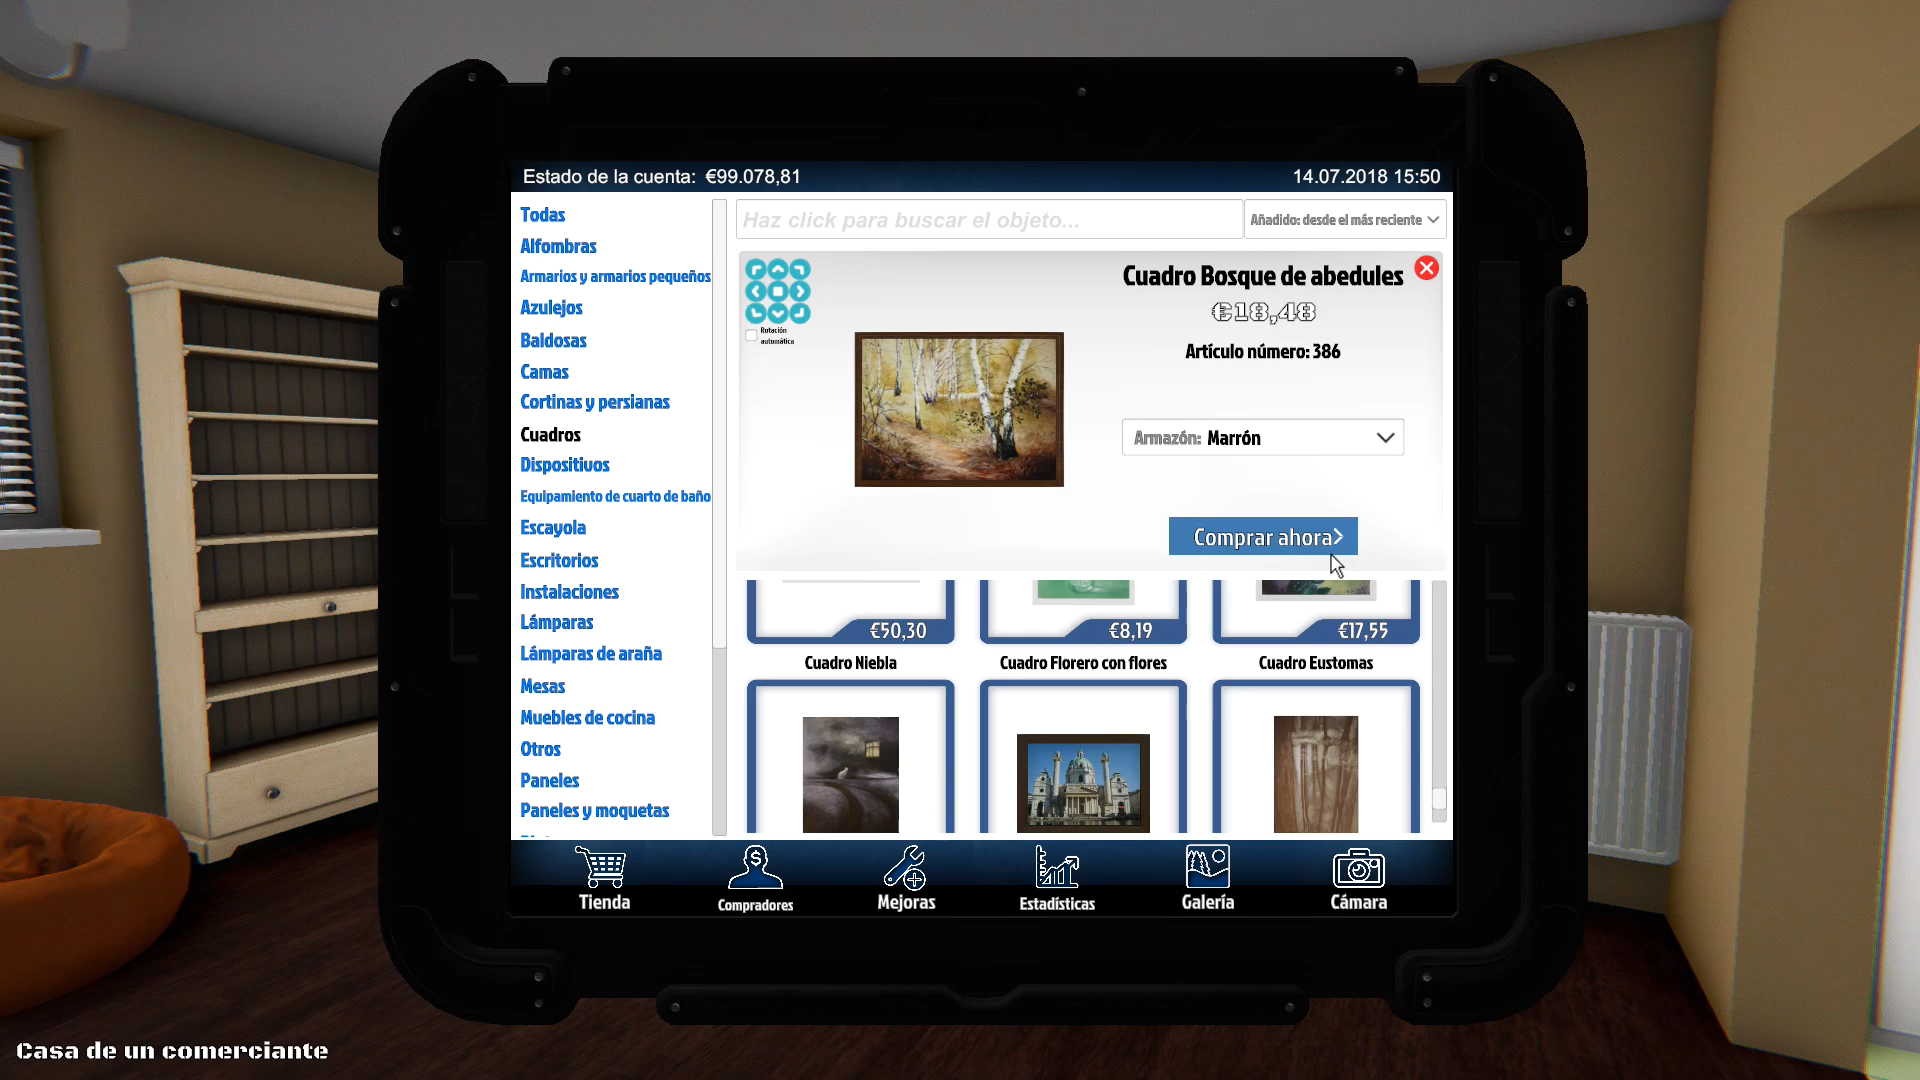 Estado de la cuenta: €99.078,81
14.07.2018 15:50
Todas
Alfombras
Armarios y armarios pequeños
Azulejos
Baldosas
Camas
Cortinas y persianas
Cuadros
Dispositivos
Equipamiento de cuarto de baño
Escayola
Escritorios
Instalaciones
Lámparas
Lámparas de araña
Mesas
Muebles de cocina
Otros
Paneles
Paneles y moquetas
Haz click para buscar el objeto...
Añadido: desde el más reciente
Rotación
automática
Cuadro Bosque de abedules
€18,48
Artículo número: 386
Armazón: Marrón
Comprar ahora
€50,30
€8,19
€17,55
Cuadro Niebla
Cuadro Florero con flores
Cuadro Eustomas
Tienda
Compradores
Mejoras
Estadísticas
Galería
Cámara
Casa de un comerciante